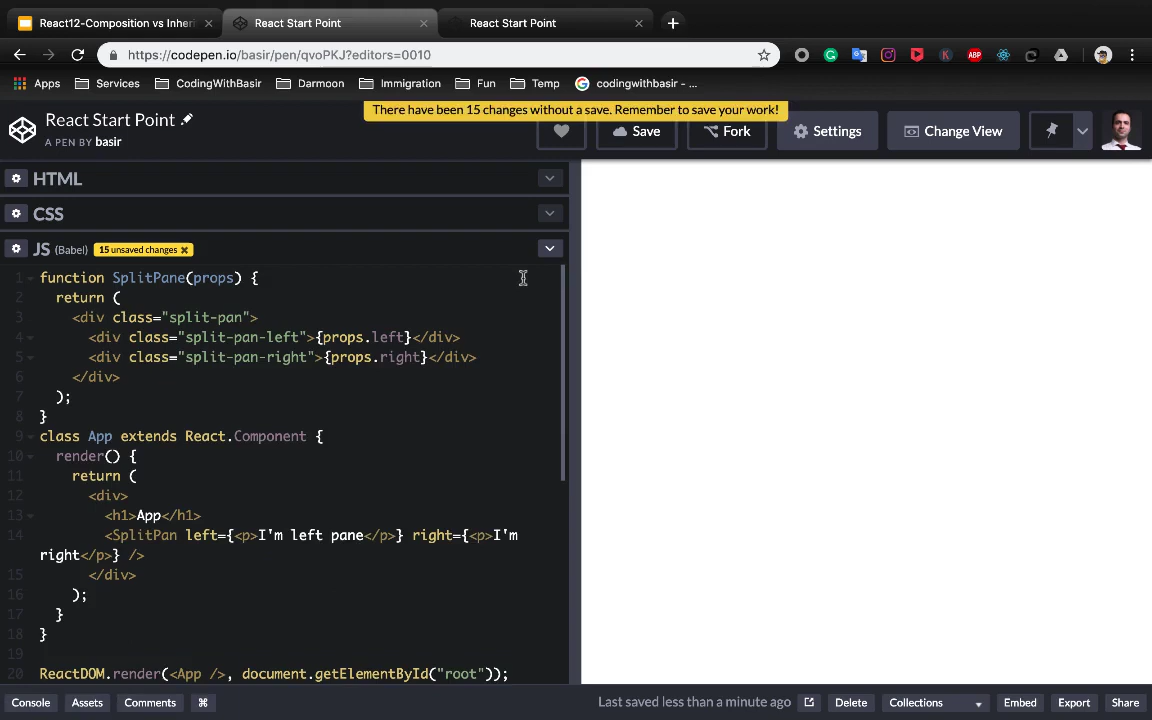 React12-Composition vs Inheri
React Start Point
React Start Point
https://codepen.io/basir/pen/qvoPKJ?editors=0010
ABP
Apps
Services
CodingWithBasir
Darmoon
Immigration
Fun
Temp
codingwithbasir - ...
There have been 15 changes without a save. Remember to save your work!
React Start Point
A PEN BY basir
Save
Fork
Settings
Change View
HTML
CSS
JS (Babel) 15 unsaved changes x
1 function SplitPane(props) {
2 return (
3 <div class="split-pan">
4 <div class="split-pan-left">{props.left}</div>
5 <div class="split-pan-right">{props.right}</div>
6 </div>
7 );
8 }
9 class App extends React.Component {
10 render() {
11 return (
12 <div>
13 <h1>App</h1>
14 <SplitPan left={<p>I'm left pane</p>} right={<p>I'm
right</p>} />
15 </div>
16 );
17 }
18 }
19
20 ReactDOM.render(<App />, document.getElementById("root"));
Console
Assets
Comments
⌘
Last saved less than a minute ago
Delete
Collections
Embed
Export
Share